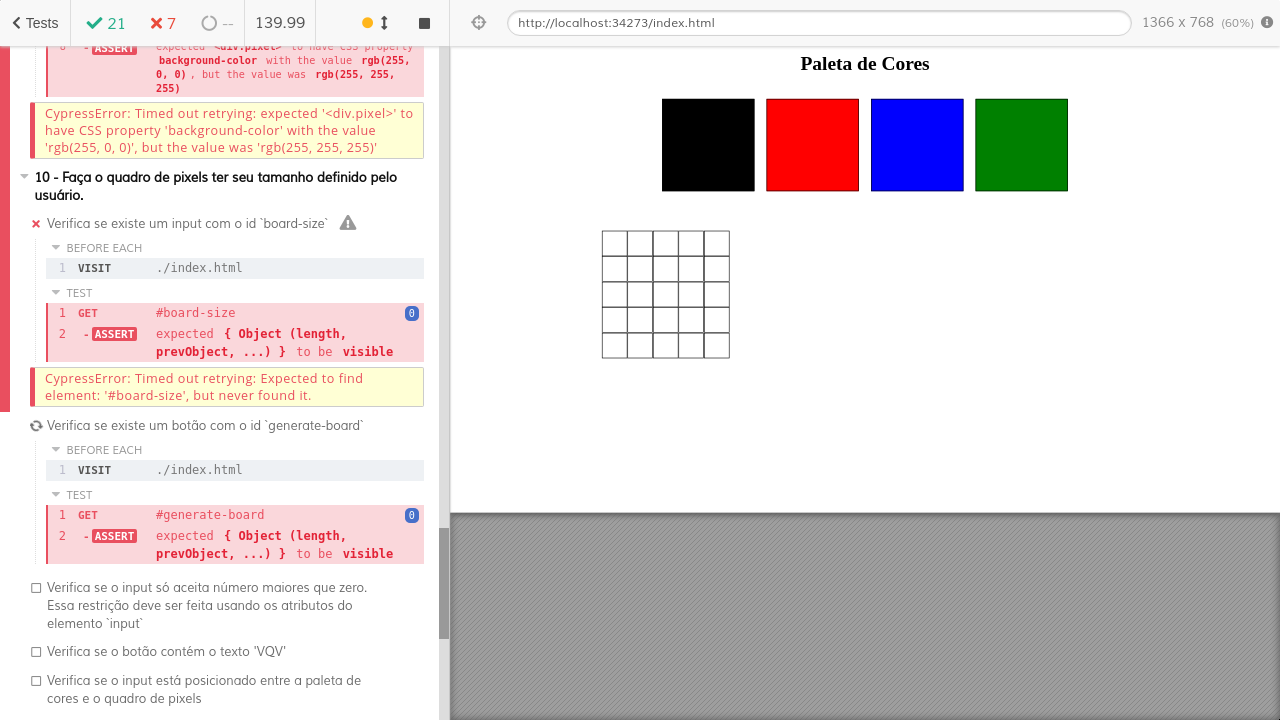 Tests
21
7
--
139.99
http://localhost:34273/index.html
1366 x 768 (60%)
6 - ASSERT expected <div.pixel> to have CSS property
background-color with the value rgb(255,
0, 0) , but the value was rgb(255, 255,
255)
CypressError: Timed out retrying: expected '<div.pixel>' to
have CSS property 'background-color' with the value
'rgb(255, 0, 0)', but the value was 'rgb(255, 255, 255)'
10 - Faça o quadro de pixels ter seu tamanho definido pelo
usuário.
Verifica se existe um input com o id `board-size`
BEFORE EACH
1 VISIT ./index.html
TEST
1 GET #board-size 0
2 - ASSERT expected { Object (length,
prevObject, ...) } to be visible
CypressError: Timed out retrying: Expected to find
element: '#board-size', but never found it.
Verifica se existe um botão com o id `generate-board`
BEFORE EACH
1 VISIT ./index.html
TEST
1 GET #generate-board 0
2 - ASSERT expected { Object (length,
prevObject, ...) } to be visible
Verifica se o input só aceita número maiores que zero.
Essa restrição deve ser feita usando os atributos do
elemento `input`
Verifica se o botão contém o texto 'VQV'
Verifica se o input está posicionado entre a paleta de
cores e o quadro de pixels
Paleta de Cores